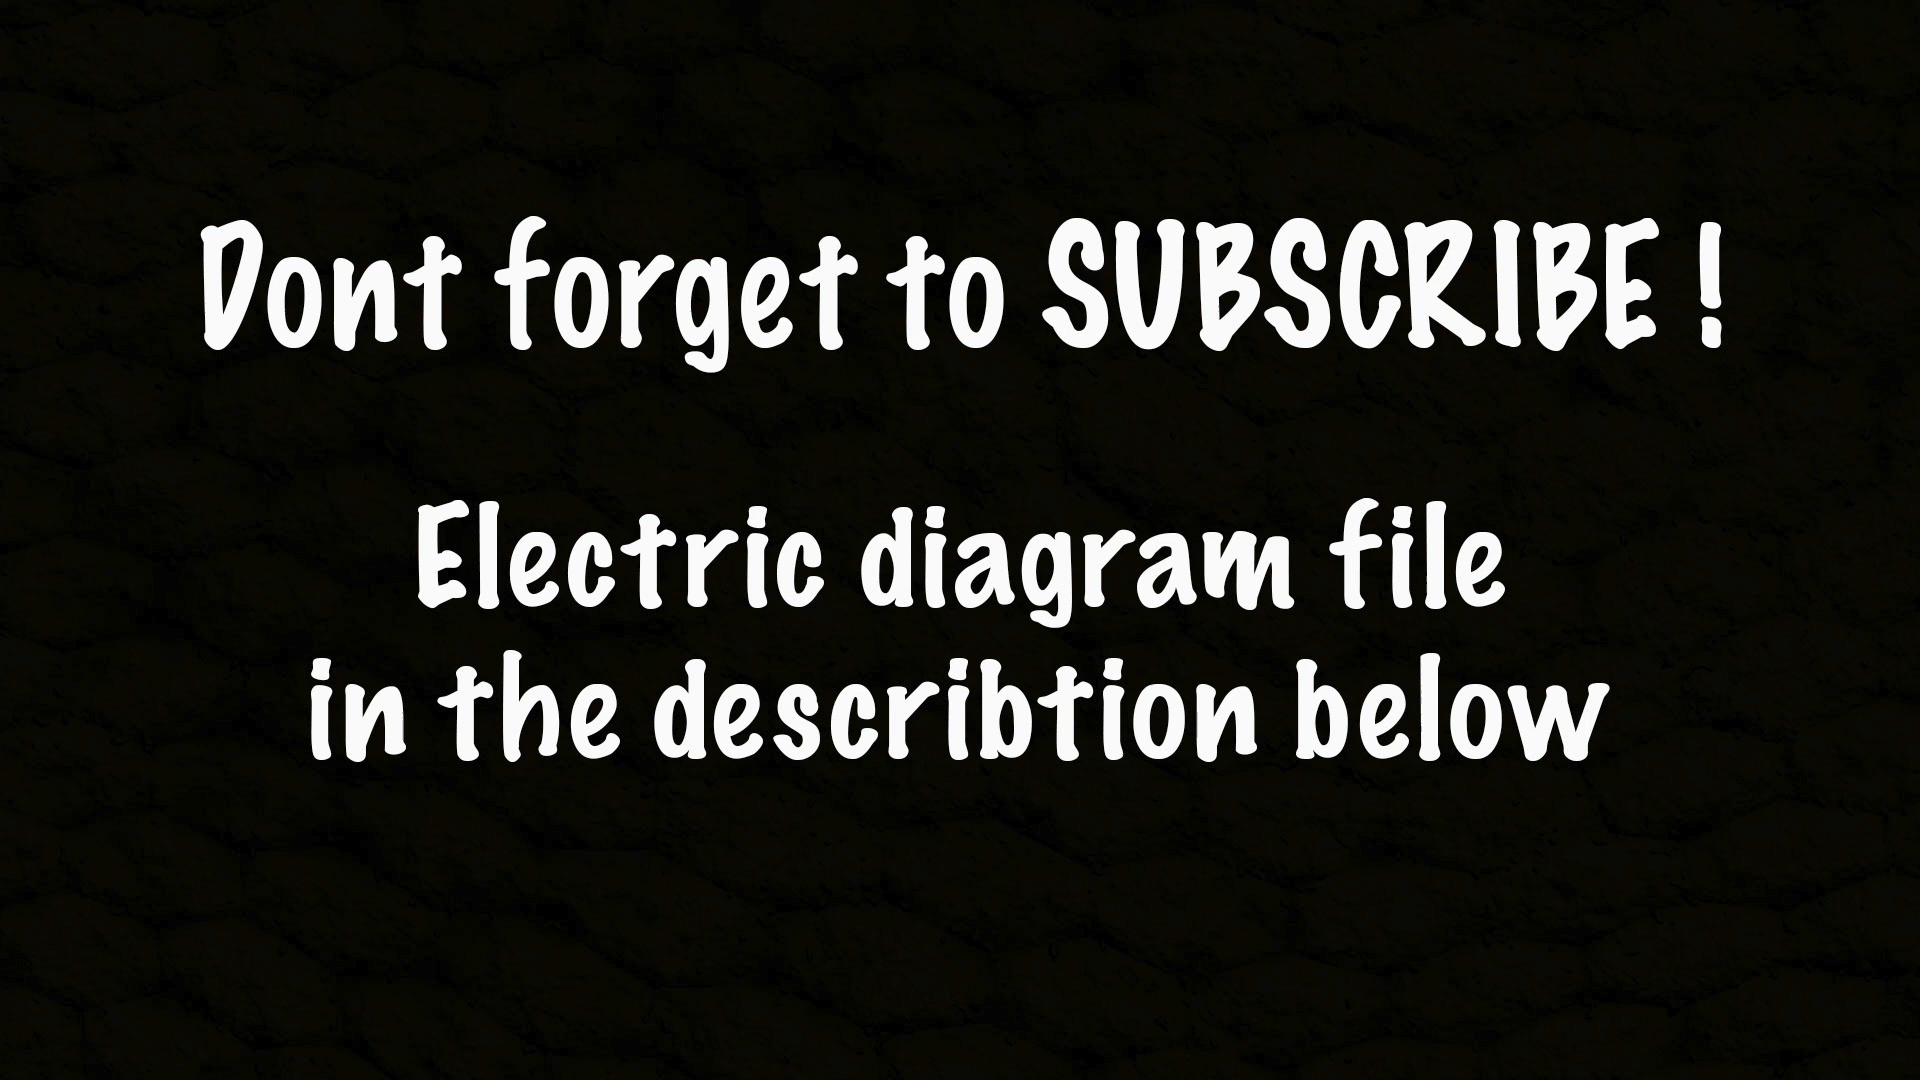 Dont forget to SUBSCRIBE !
Electric diagram file
in the describtion below